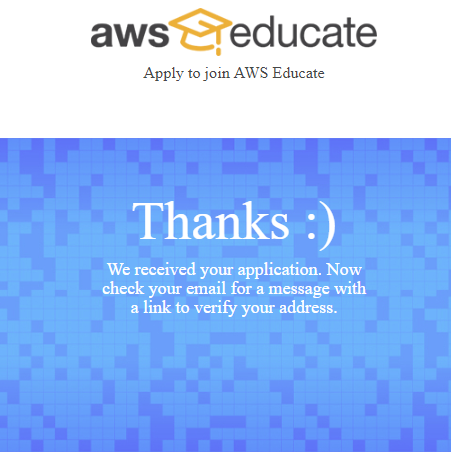 aws educate
Apply to join AWS Educate
Thanks :)
We received your application. Now
check your email for a message with
a link to verify your address.